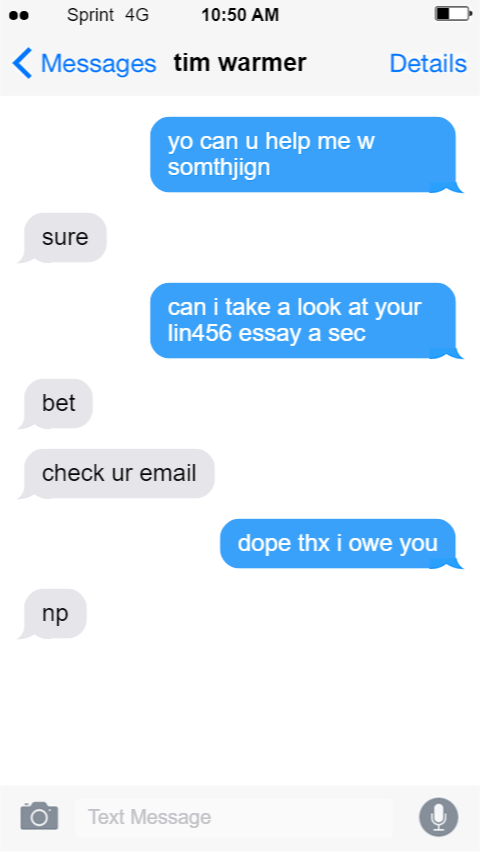 Sprint 4G 10:50 AM
Messages tim warmer Details
yo can u help me w
somthjign
sure
can i take a look at your
lin456 essay a sec
bet
check ur email
dope thx i owe you
np
Text Message